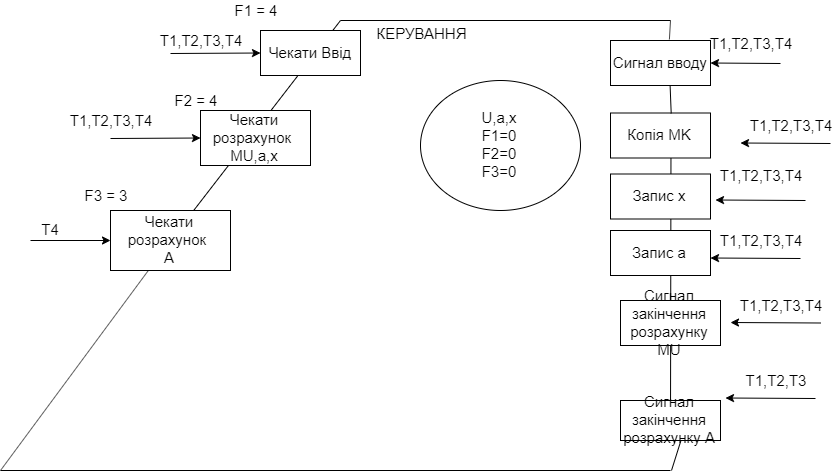 F1 = 4
КЕРУВАННЯ
T1,T2,T3,T4
Чекати Ввід
T1,T2,T3,T4
Сигнал вводу
F2 = 4
T1,T2,T3,T4
Чекати
розрахунок
MU,a,x
U,a,x
F1=0
F2=0
F3=0
Копія MK
T1,T2,T3,T4
F3 = 3
T4
Чекати
розрахунок
A
Запис x
T1,T2,T3,T4
Запис a
T1,T2,T3,T4
Сигнал
закінчення
розрахунку
MU
T1,T2,T3,T4
T1,T2,T3
Сигнал
закінчення
розрахунку A